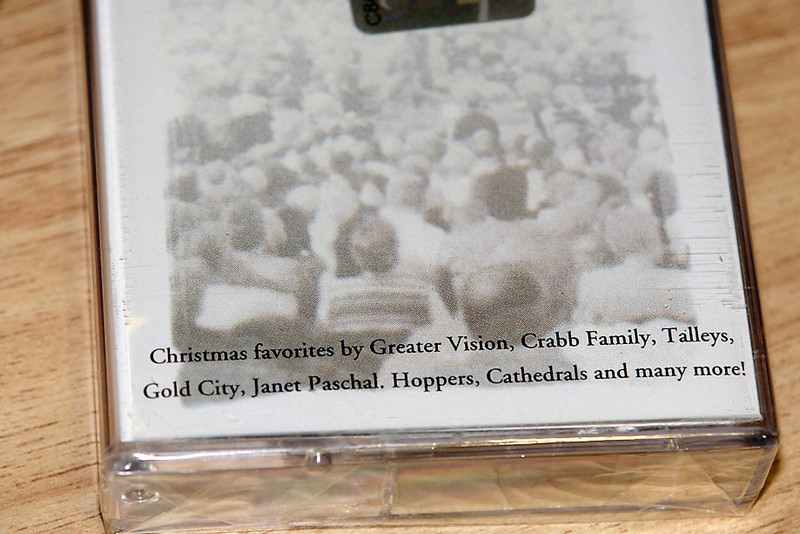 Christmas favorites by Greater Vision, Crabb Family, Talleys,
Gold City, Janet Paschal. Hoppers, Cathedrals and many more!